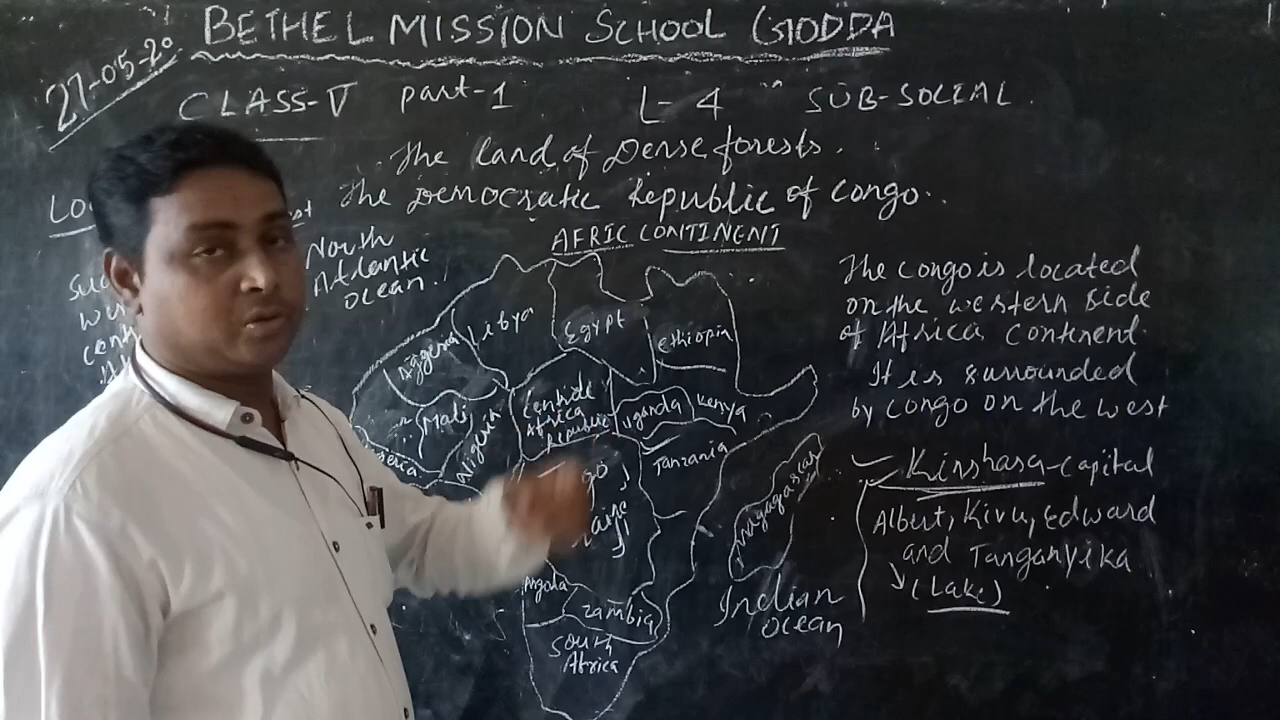 BETHEL MISSION SCHOOL GODDA
27-05-20
CLASS-V part-1 L-4 SUB-SOCIAL
The land of Dense forests.
The Democratic Republic of Congo.
North
Atlantic
ocean.
AFRIC CONTINENT
Libya
Egypt
Ethiopia
Aggeria
Mali
Centide
Africa
Republic
Uganda
Kenya
Tanzania
Angola
Zambia
South
Africa
Indian
ocean
The congo is located
on the western side
of Africa continent.
It is surrounded
by congo on the west
Kinshasa-capital
Albert, Kivu, Edward
and Tanganyika
(Lake)